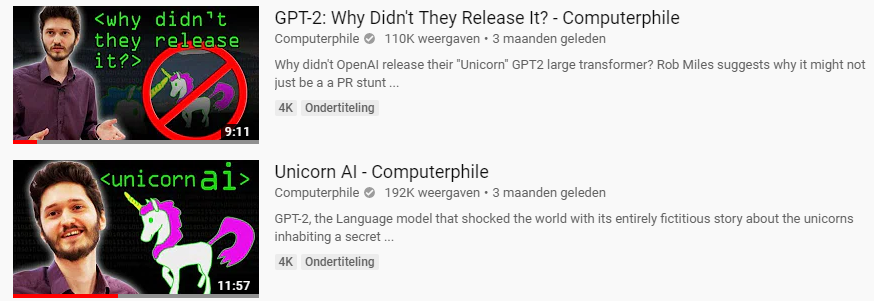 <why didn't
they release
it?>
9:11
GPT-2: Why Didn't They Release It? - Computerphile
Computerphile 110K weergaven • 3 maanden geleden
Why didn't OpenAI release their "Unicorn" GPT2 large transformer? Rob Miles suggests why it might not
just be a a PR stunt ...
4K Ondertiteling
<unicorn ai>
11:57
Unicorn AI - Computerphile
Computerphile 192K weergaven • 3 maanden geleden
GPT-2, the Language model that shocked the world with its entirely fictitious story about the unicorns
inhabiting a secret ...
4K Ondertiteling